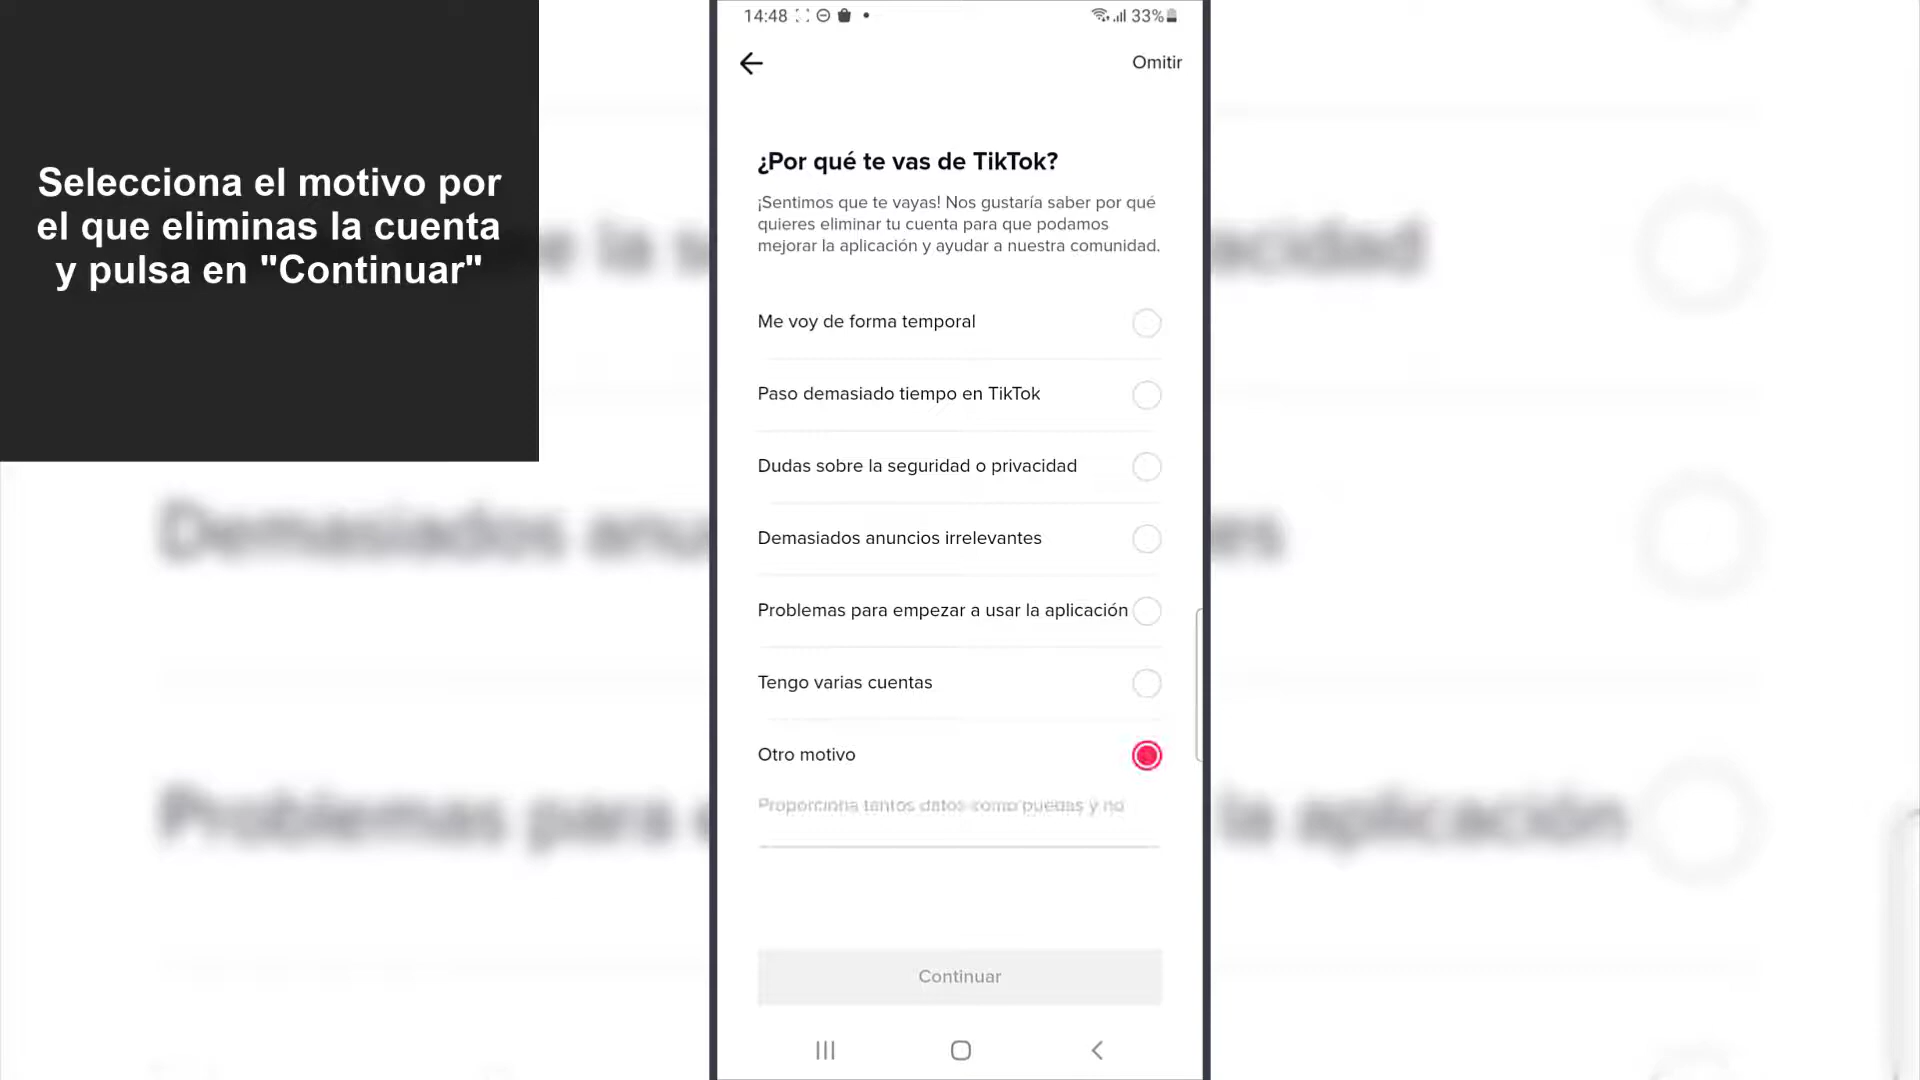 Selecciona el motivo por
el que eliminas la cuenta
y pulsa en "Continuar"
14:48
33%
Omitir
¿Por qué te vas de TikTok?
¡Sentimos que te vayas! Nos gustaría saber por qué
quieres eliminar tu cuenta para que podamos
mejorar la aplicación y ayudar a nuestra comunidad.
Me voy de forma temporal
Paso demasiado tiempo en TikTok
Dudas sobre la seguridad o privacidad
Demasiados anuncios irrelevantes
Problemas para empezar a usar la aplicación
Tengo varias cuentas
Otro motivo
Proporciona tantos datos como puedas y no
Continuar